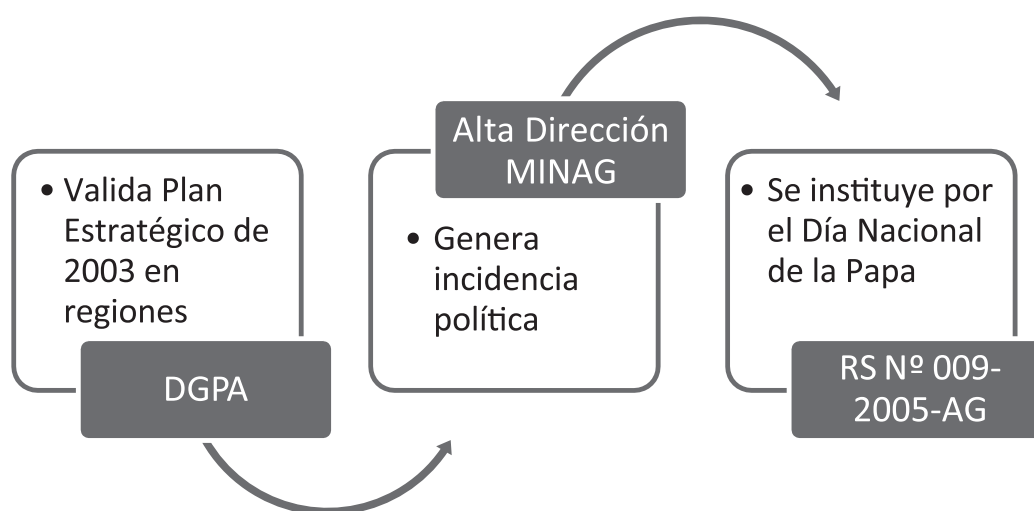 • Valida Plan
Estratégico de
2003 en
regiones
DGPA
Alta Dirección
MINAG
• Genera
incidencia
política
• Se instituye por
el Día Nacional
de la Papa
RS Nº 009-
2005-AG